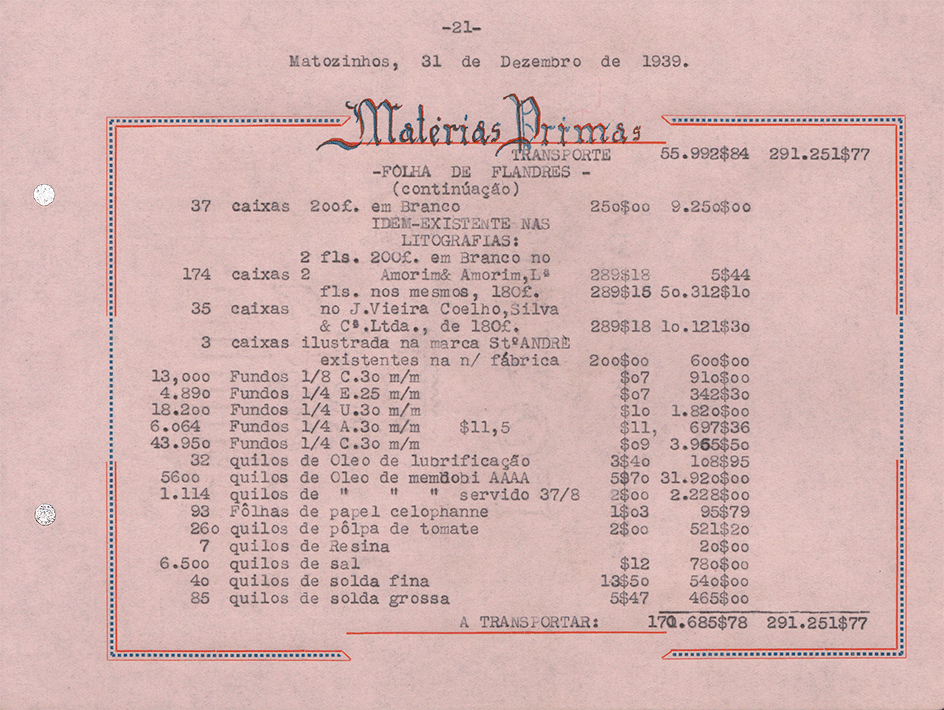 -21-
Matozinhos, 31 de Dezembro de 1939.
Matérias Primas
TRANSPORTE 55.992$84 291.251$77
-FOLHA DE FLANDRES -
(continúação)
37 caixas 200f. em Branco 250$00 9.250$00
IDEM-EXISTENTE NAS
LITOGRAFIAS:
2 fls. 200f. em Branco no
174 caixas 2 Amorim& Amorim,Lª 289$18 5$44
fls. nos mesmos, 180f. 289$15 50.312$10
35 caixas no J.Vieira Coelho,Silva
& Cª.Ltda., de 180f. 289$18 10.121$30
3 caixas ilustrada na marca StºANDRÈ
existentes na n/ fábrica 200$00 600$00
13,000 Fundos 1/8 C.30 m/m $07 910$00
4.890 Fundos 1/4 E.25 m/m $07 342$30
18.200 Fundos 1/4 U.30 m/m $10 1.820$00
6.064 Fundos 1/4 A.30 m/m $11,5 $11, 697$36
43.950 Fundos 1/4 C.30 m/m $09 3.965$50
32 quilos de Oleo de lubrificação 3$40 108$95
5600 quilos de Oleo de memdobi AAAA 5$70 31.920$00
1.114 quilos de " " " servido 37/8 2$00 2.228$00
93 Fôlhas de papel celophanne 1$03 95$79
260 quilos de pôlpa de tomate 2$00 521$20
7 quilos de Resina 20$00
6.500 quilos de sal $12 780$00
40 quilos de solda fina 13$50 540$00
85 quilos de solda grossa 5$47 465$00
A TRANSPORTAR: 170.685$78 291.251$77